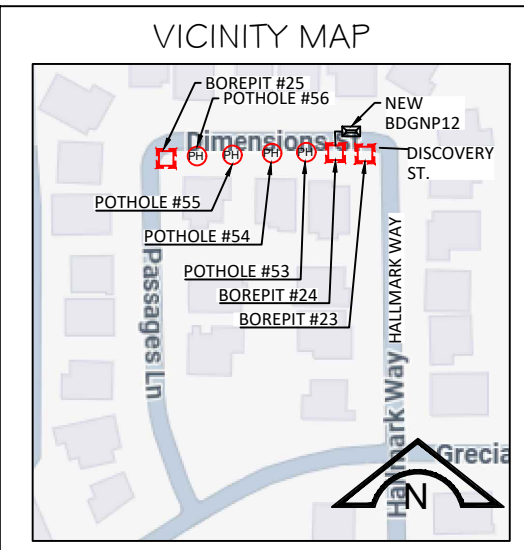 VICINITY MAP
BOREPIT #25
POTHOLE #56
NEW
BDGNP12
Dimensions St
DISCOVERY
ST.
PH
PH
PH
PH
POTHOLE #55
POTHOLE #54
POTHOLE #53
BOREPIT #24
BOREPIT #23
HALLMARK WAY
Passages Ln
Hallmark Way
Grecia
N